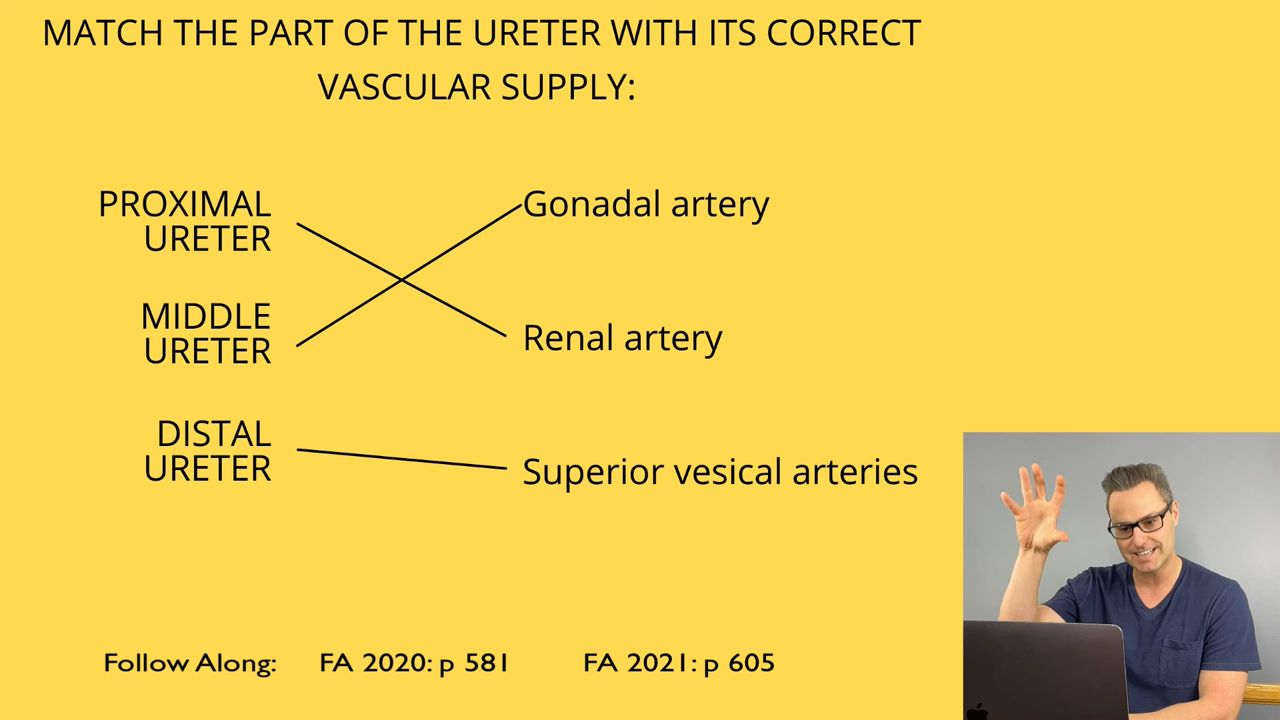 MATCH THE PART OF THE URETER WITH ITS CORRECT
VASCULAR SUPPLY:
PROXIMAL
URETER
Gonadal artery
MIDDLE
URETER
Renal artery
DISTAL
URETER
Superior vesical arteries
Follow Along: FA 2020: p 581 FA 2021: p 605